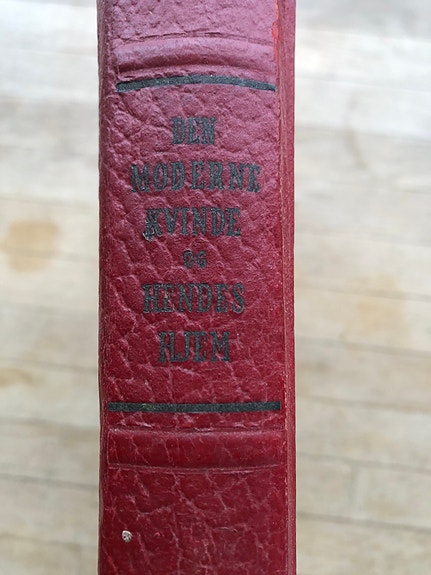 DEN
MODERNE
KVINDE
OG
HENDES
HJEM